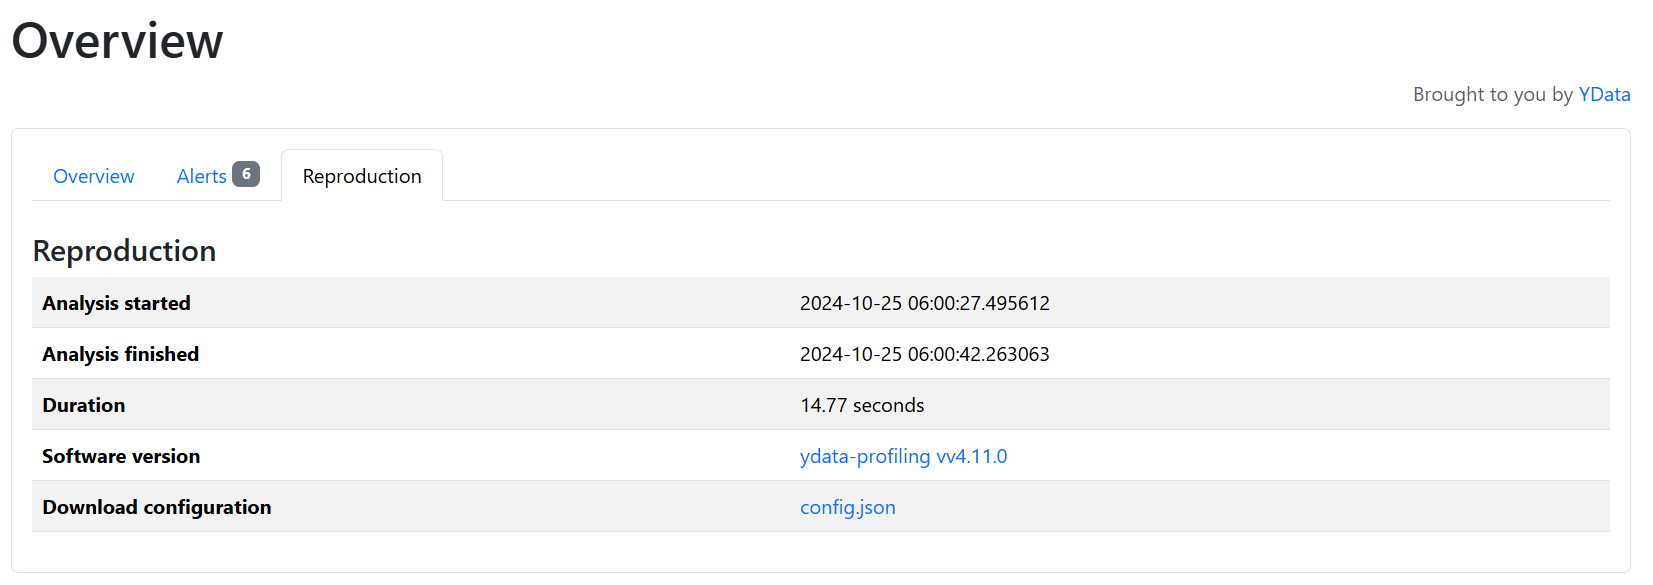 Overview
Brought to you by YData
Overview
Alerts 6
Reproduction
Reproduction
Analysis started 2024-10-25 06:00:27.495612
Analysis finished 2024-10-25 06:00:42.263063
Duration 14.77 seconds
Software version ydata-profiling vv4.11.0
Download configuration config.json